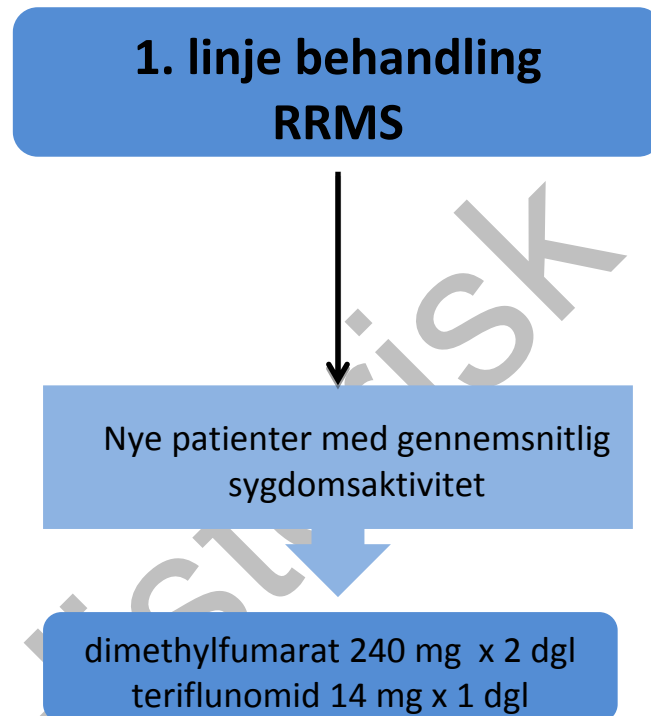 1. linje behandling
RRMS
Nye patienter med gennemsnitlig
sygdomsaktivitet
dimethylfumarat 240 mg x 2 dgl
teriflunomid 14 mg x 1 dgl